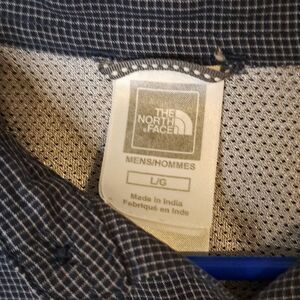 THE
NORTH
FACE
MENS/HOMMES
L/G
Made in India
Fabriqué en Inde